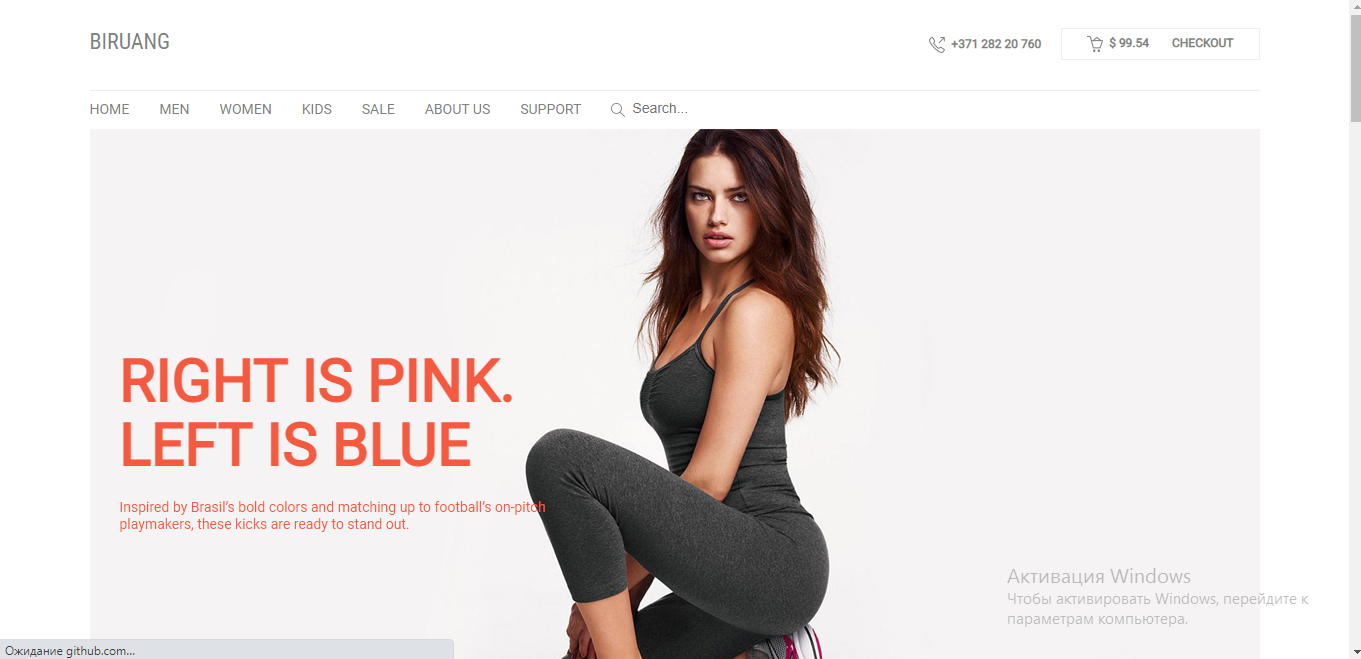 BIRUANG
+371 282 20 760
$ 99.54 CHECKOUT
HOME MEN WOMEN KIDS SALE ABOUT US SUPPORT Search...
RIGHT IS PINK.
LEFT IS BLUE
Inspired by Brasil’s bold colors and matching up to football’s on-pitch
playmakers, these kicks are ready to stand out.
Активация Windows
Чтобы активировать Windows, перейдите к
параметрам компьютера.
Ожидание github.com...